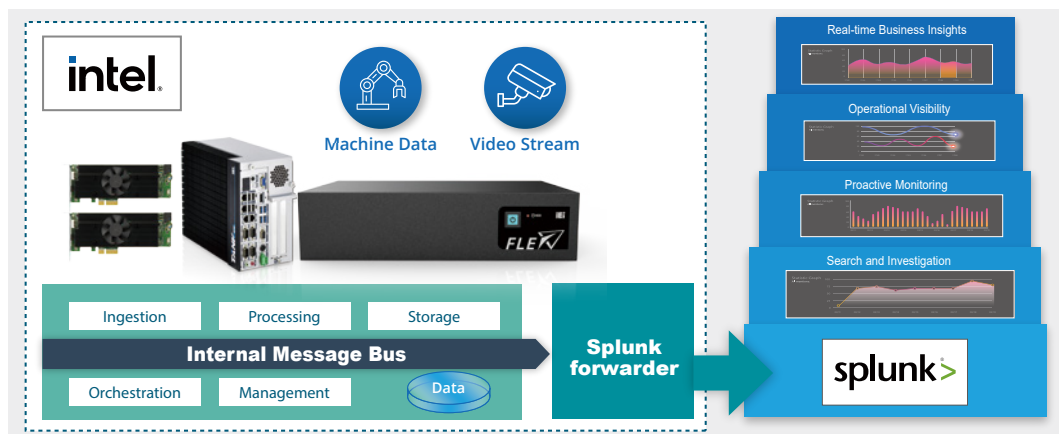 intel.
Machine Data
Video Stream
FLEX
Ingestion
Processing
Storage
Internal Message Bus
Orchestration
Management
Data
Splunk
forwarder
Real-time Business Insights
Operational Visibility
Proactive Monitoring
Search and Investigation
splunk>